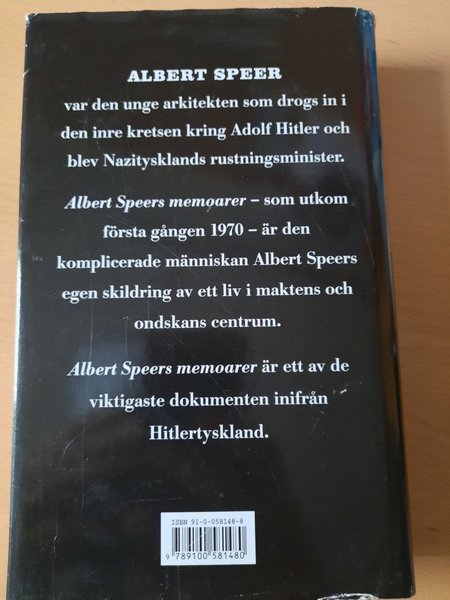 ALBERT SPEER
var den unge arkitekten som drogs in i
den inre kretsen kring Adolf Hitler och
blev Nazitysklands rustningsminister.
Albert Speers memoarer – som utkom
första gången 1970 – är den
komplicerade människan Albert Speers
egen skildring av ett liv i maktens och
ondskans centrum.
Albert Speers memoarer är ett av de
viktigaste dokumenten inifrån
Hitlertyskland.
ISBN 91-0-058148-8
9 789100 581480